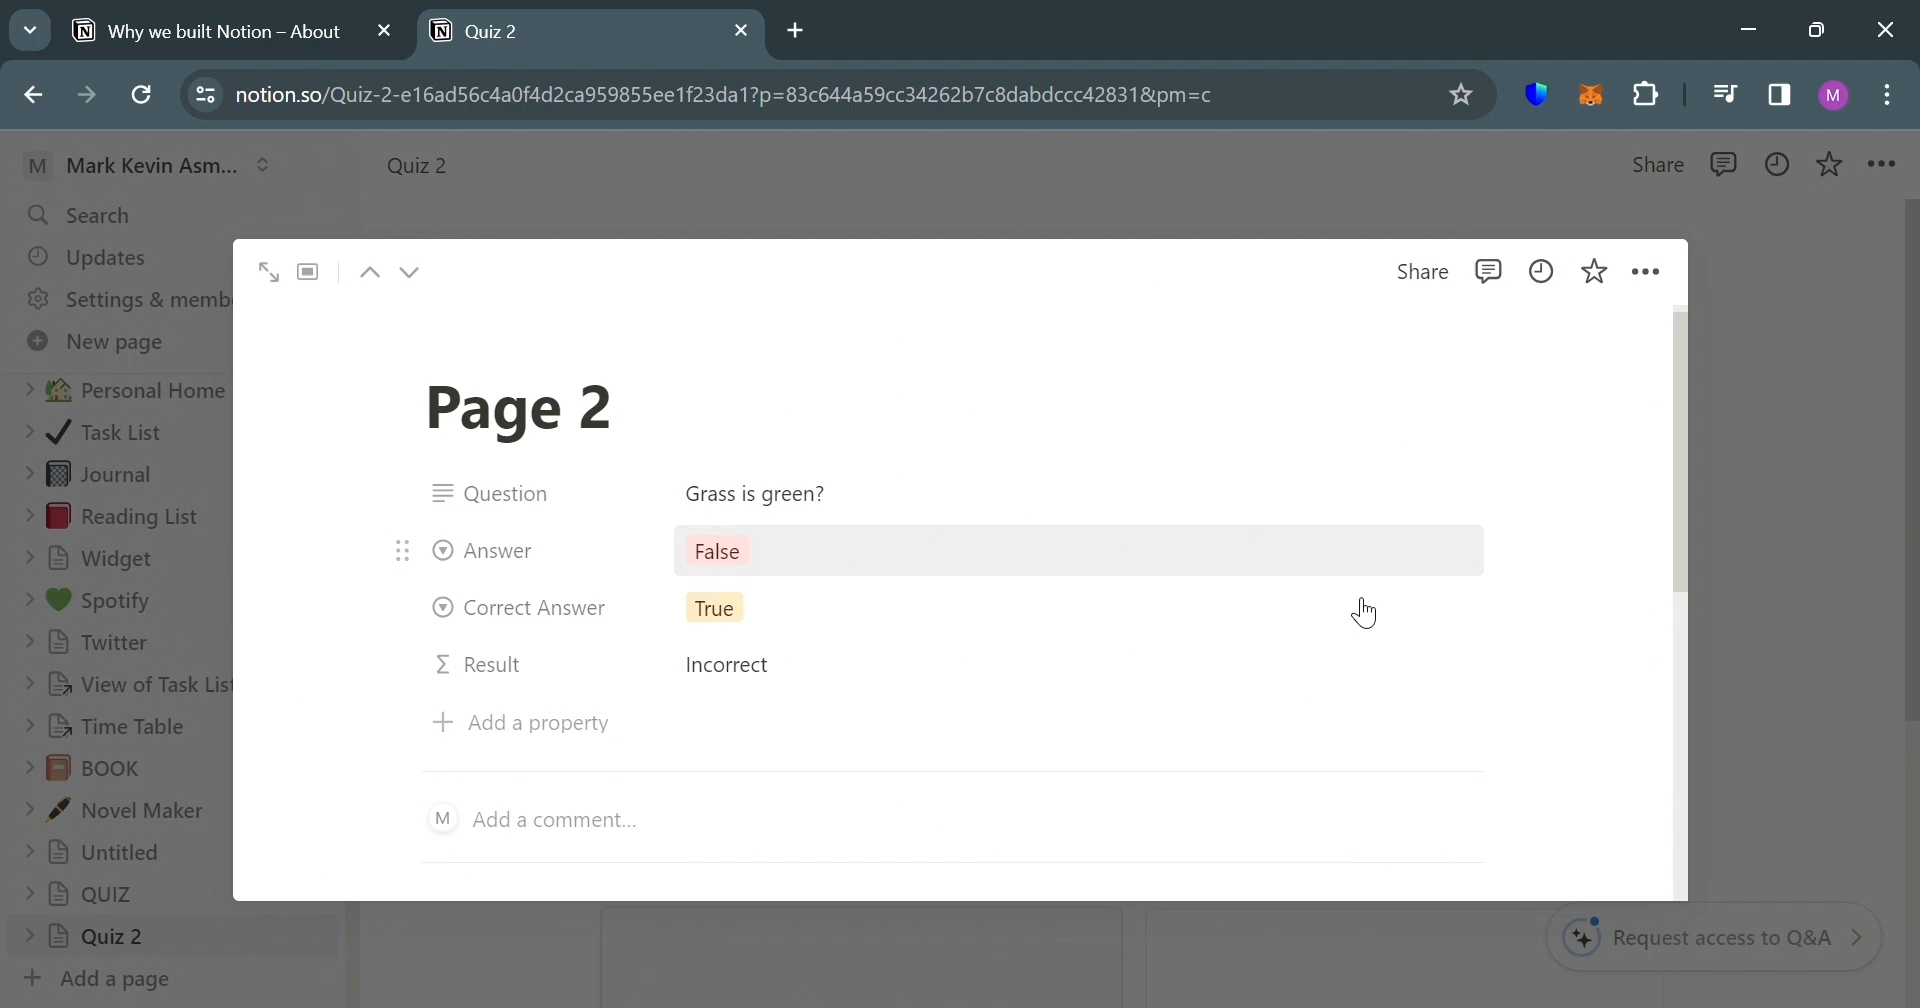 Why we built Notion – About
Quiz 2
notion.so/Quiz-2-e16ad56c4a0f4d2ca959855ee1f23da1?p=83c644a59cc34262b7c8dabdccc42831&pm=c
M
M Mark Kevin Asm...
Quiz 2
Share
Search
Updates
Settings & memb
New page
Personal Home
Task List
Journal
Reading List
Widget
Spotify
Twitter
View of Task List
Time Table
BOOK
Novel Maker
Untitled
QUIZ
Quiz 2
Add a page
Share
Page 2
Question Grass is green?
Answer False
Correct Answer True
Σ Result Incorrect
Add a property
M Add a comment...
Request access to Q&A